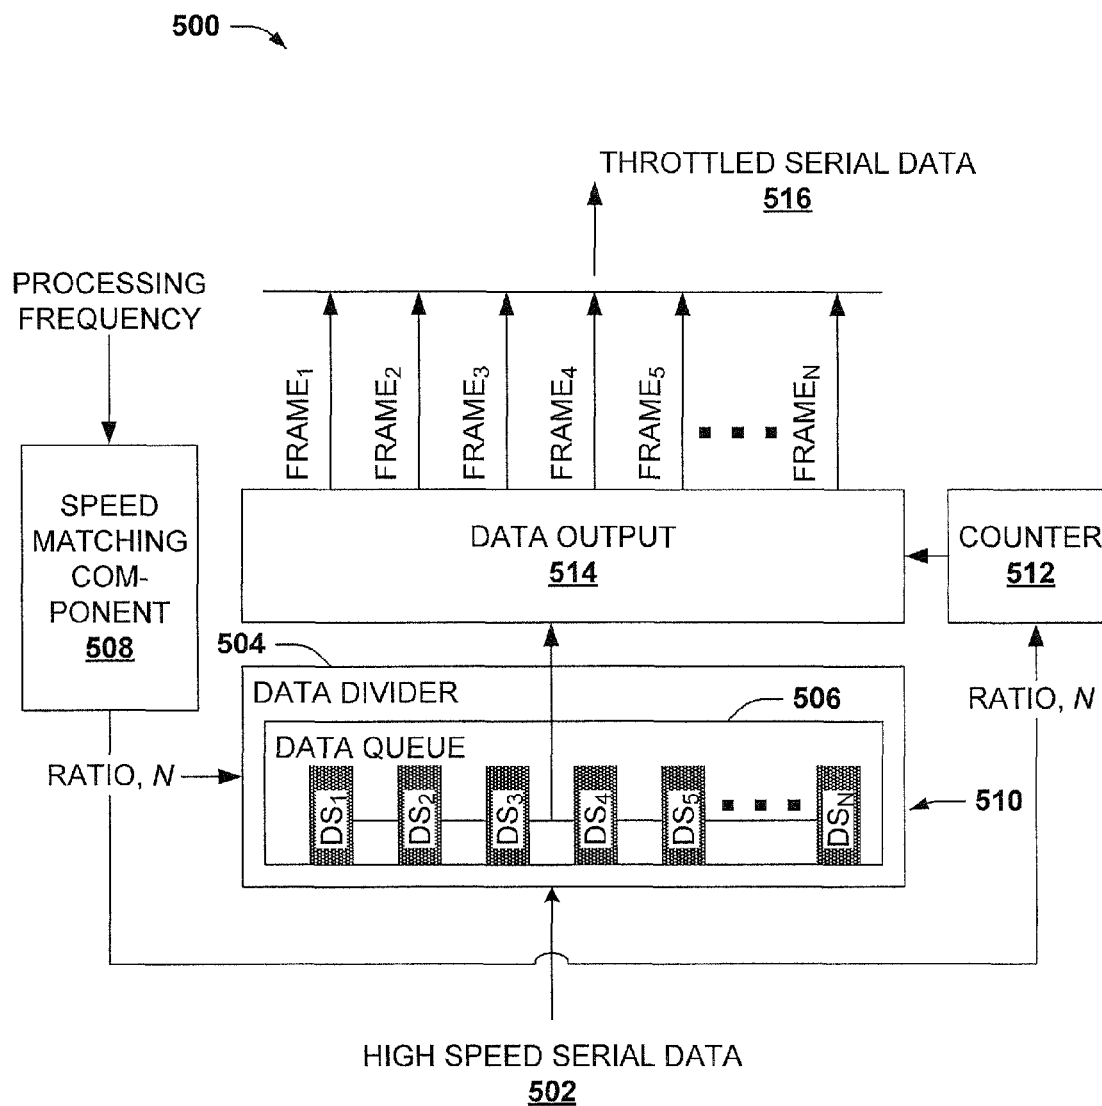 500
THROTTLED SERIAL DATA
516
PROCESSING
FREQUENCY
FRAME1
FRAME2
FRAME3
FRAME4
FRAME5
FRAMEN
SPEED
MATCHING
COM-
PONENT
508
DATA OUTPUT
514
COUNTER
512
504
DATA DIVIDER
506
DATA QUEUE
RATIO, N
RATIO, N
DS1
DS2
DS3
DS4
DS5
DSN
510
HIGH SPEED SERIAL DATA
502